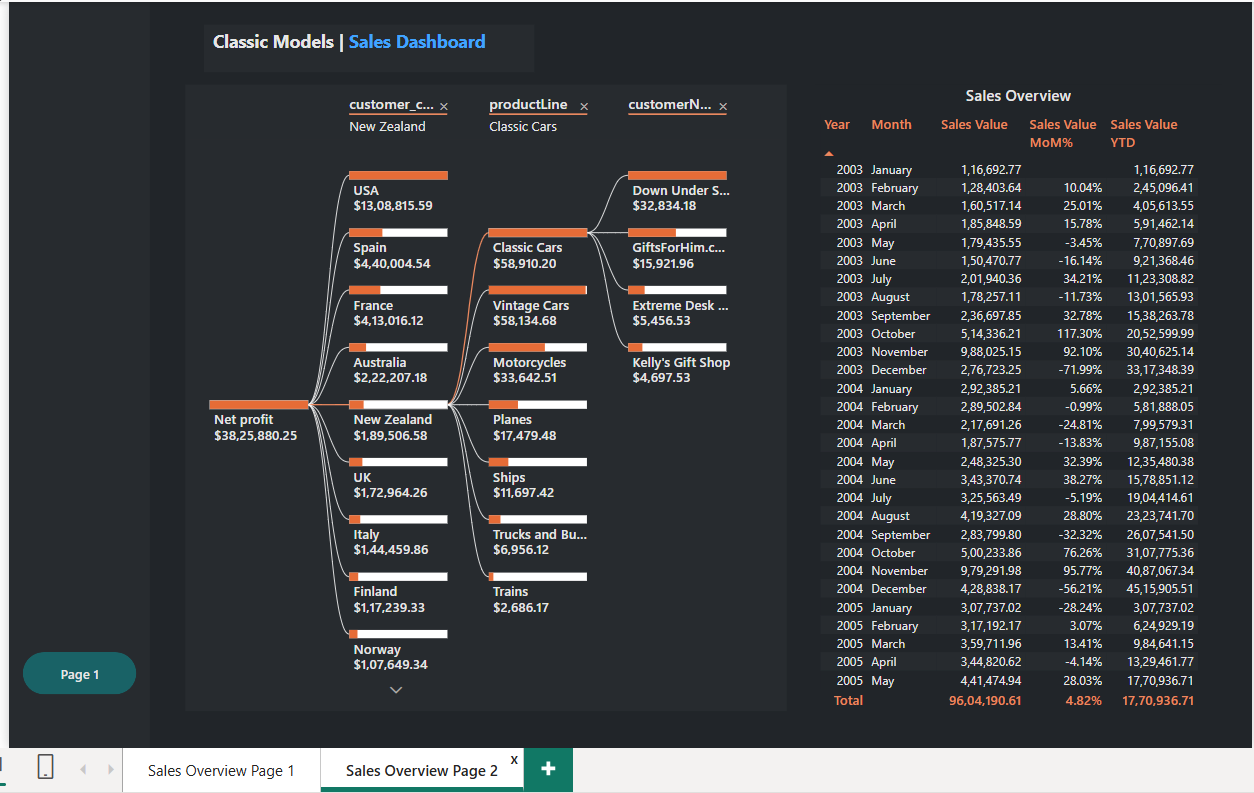 Classic Models | Sales Dashboard
customer_c... ×
New Zealand
productLine ×
Classic Cars
customerN... ×
Net profit
$38,25,880.25
USA
$13,08,815.59
Spain
$4,40,004.54
France
$4,13,016.12
Australia
$2,22,207.18
New Zealand
$1,89,506.58
UK
$1,72,964.26
Italy
$1,44,459.86
Finland
$1,17,239.33
Norway
$1,07,649.34
Classic Cars
$58,910.20
Vintage Cars
$58,134.68
Motorcycles
$33,642.51
Planes
$17,479.48
Ships
$11,697.42
Trucks and Bu...
$6,956.12
Trains
$2,686.17
Down Under S...
$32,834.18
GiftsForHim.c...
$15,921.96
Extreme Desk ...
$5,456.53
Kelly's Gift Shop
$4,697.53
Sales Overview
Year Month Sales Value Sales Value MoM% Sales Value YTD
2003 January 1,16,692.77 1,16,692.77
2003 February 1,28,403.64 10.04% 2,45,096.41
2003 March 1,60,517.14 25.01% 4,05,613.55
2003 April 1,85,848.59 15.78% 5,91,462.14
2003 May 1,79,435.55 -3.45% 7,70,897.69
2003 June 1,50,470.77 -16.14% 9,21,368.46
2003 July 2,01,940.36 34.21% 11,23,308.82
2003 August 1,78,257.11 -11.73% 13,01,565.93
2003 September 2,36,697.85 32.78% 15,38,263.78
2003 October 5,14,336.21 117.30% 20,52,599.99
2003 November 9,88,025.15 92.10% 30,40,625.14
2003 December 2,76,723.25 -71.99% 33,17,348.39
2004 January 2,92,385.21 5.66% 2,92,385.21
2004 February 2,89,502.84 -0.99% 5,81,888.05
2004 March 2,17,691.26 -24.81% 7,99,579.31
2004 April 1,87,575.77 -13.83% 9,87,155.08
2004 May 2,48,325.30 32.39% 12,35,480.38
2004 June 3,43,370.74 38.27% 15,78,851.12
2004 July 3,25,563.49 -5.19% 19,04,414.61
2004 August 4,19,327.09 28.80% 23,23,741.70
2004 September 2,83,799.80 -32.32% 26,07,541.50
2004 October 5,00,233.86 76.26% 31,07,775.36
2004 November 9,79,291.98 95.77% 40,87,067.34
2004 December 4,28,838.17 -56.21% 45,15,905.51
2005 January 3,07,737.02 -28.24% 3,07,737.02
2005 February 3,17,192.17 3.07% 6,24,929.19
2005 March 3,59,711.96 13.41% 9,84,641.15
2005 April 3,44,820.62 -4.14% 13,29,461.77
2005 May 4,41,474.94 28.03% 17,70,936.71
Total 96,04,190.61 4.82% 17,70,936.71
Page 1
Sales Overview Page 1
Sales Overview Page 2 X
+